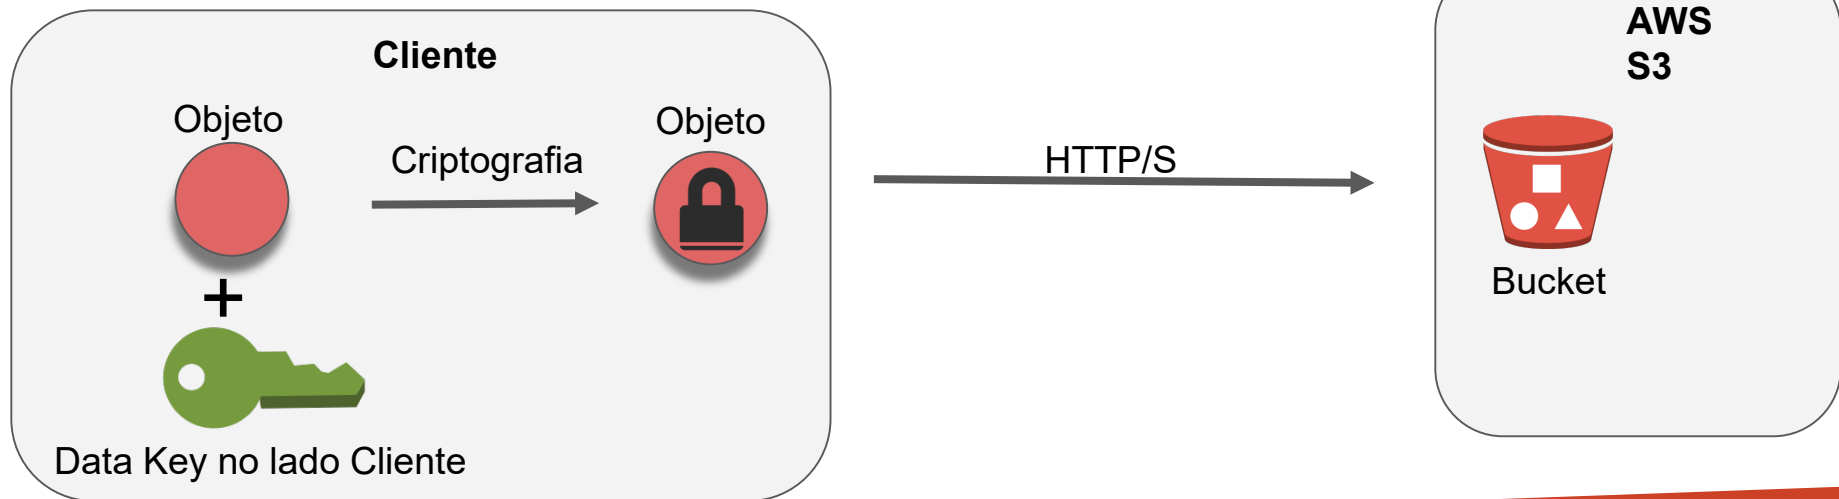 Cliente
Objeto
Criptografia
Objeto
Data Key no lado Cliente
HTTP/S
AWS
S3
Bucket